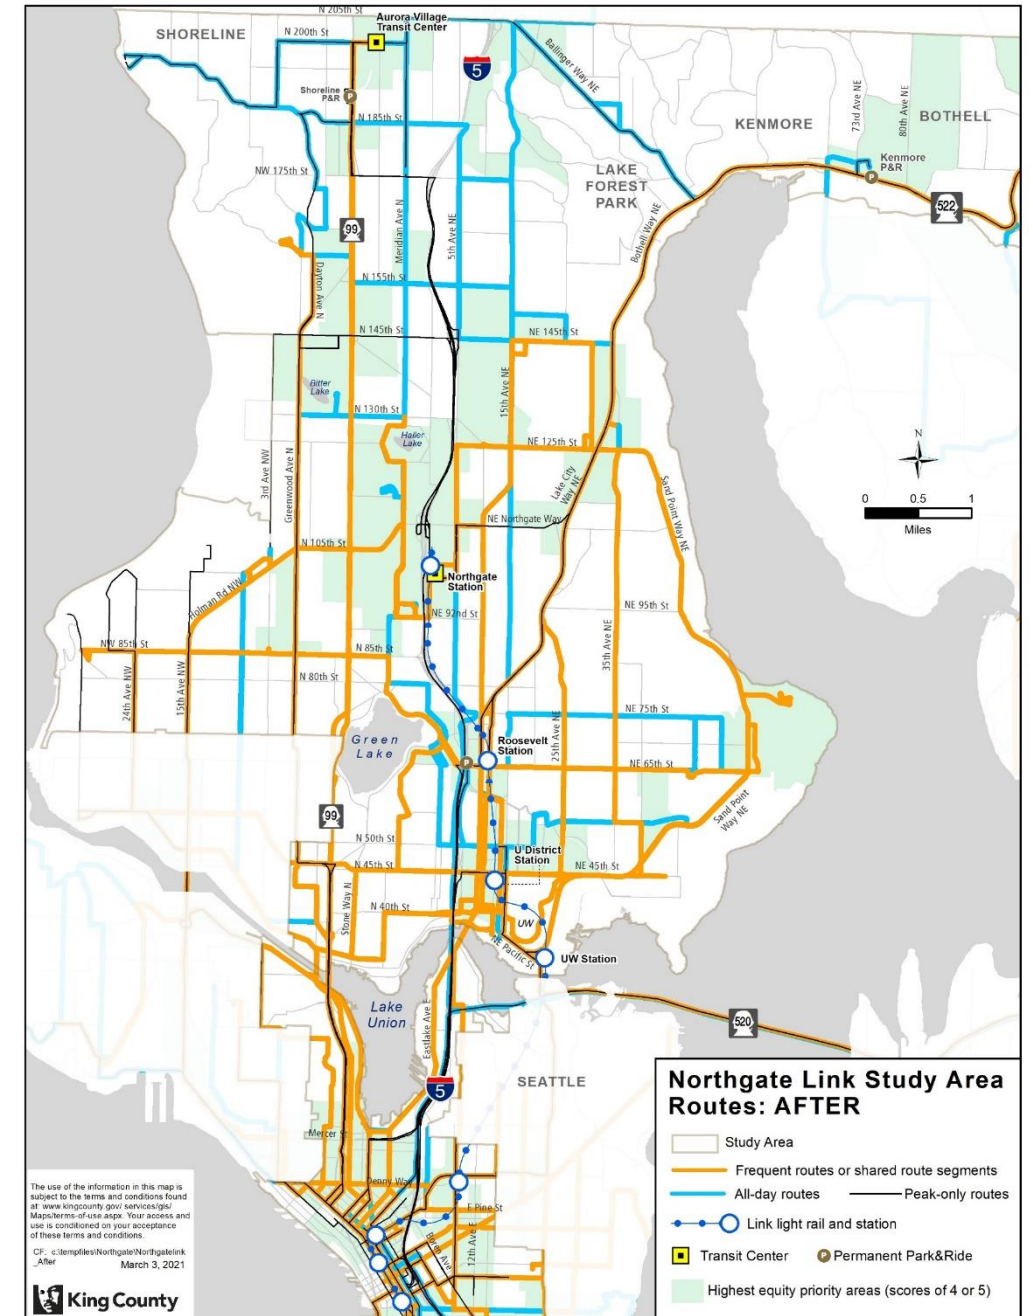 N 205th St
Aurora Village
Transit Center
SHORELINE
N 200th St
5
Ballinger Way NE
Shoreline
P&R
P
N 185th St
73rd Ave NE
80th Ave NE
BOTHELL
KENMORE
Kenmore
P&R
P
NW 175th St
LAKE
FOREST
PARK
522
99
Meridian Ave N
5th Ave NE
Bothell Way NE
Dayton Ave N
N 155th St
N 145th St
NE 145th St
Bitter
Lake
15th Ave NE
N 130th St
Haller
Lake
NE 125th St
N
3rd Ave NW
Greenwood Ave N
Lake City
Way NE
Sand Point Way NE
0 0.5 1
Miles
NE Northgate Way
N 105th St
Northgate
Station
Holman Rd NW
NE 92nd St
NE 95th St
35th Ave NE
NW 85th St
N 85th St
24th Ave NW
15th Ave NW
N 80th St
NE 75th St
Green
Lake
Roosevelt
Station
25th Ave NE
P
NE 65th St
99
Sand Point
Way NE
N 50th St
U District
Station
N 45th St
NE 45th St
Stone Way N
N 40th St
UW
NE Pacific St
UW Station
Lake
Union
Eastlake Ave E
520
5
SEATTLE
Mercer St
Denny Way
E Pine St
Boren Ave
12th Ave E
Northgate Link Study Area
Routes: AFTER
Study Area
Frequent routes or shared route segments
All-day routes
Peak-only routes
Link light rail and station
Transit Center
P Permanent Park&Ride
Highest equity priority areas (scores of 4 or 5)
The use of the information in this map is
subject to the terms and conditions found
at: www.kingcounty.gov/ services/gis/
Maps/terms-of-use.aspx. Your access and
use is conditioned on your acceptance
of these terms and conditions.
CF: c:\tempfiles\Northgate\Northgatelink
_After
March 3, 2021
King County